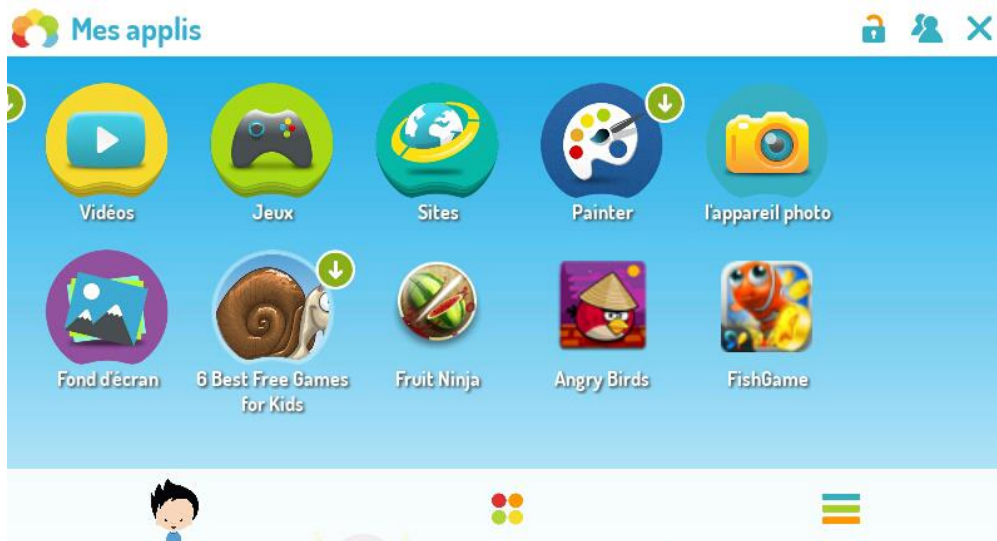 Mes applis
Vidéos
Jeux
Sites
Painter
l'appareil photo
Fond d'écran
6 Best Free Games
for Kids
Fruit Ninja
Angry Birds
FishGame